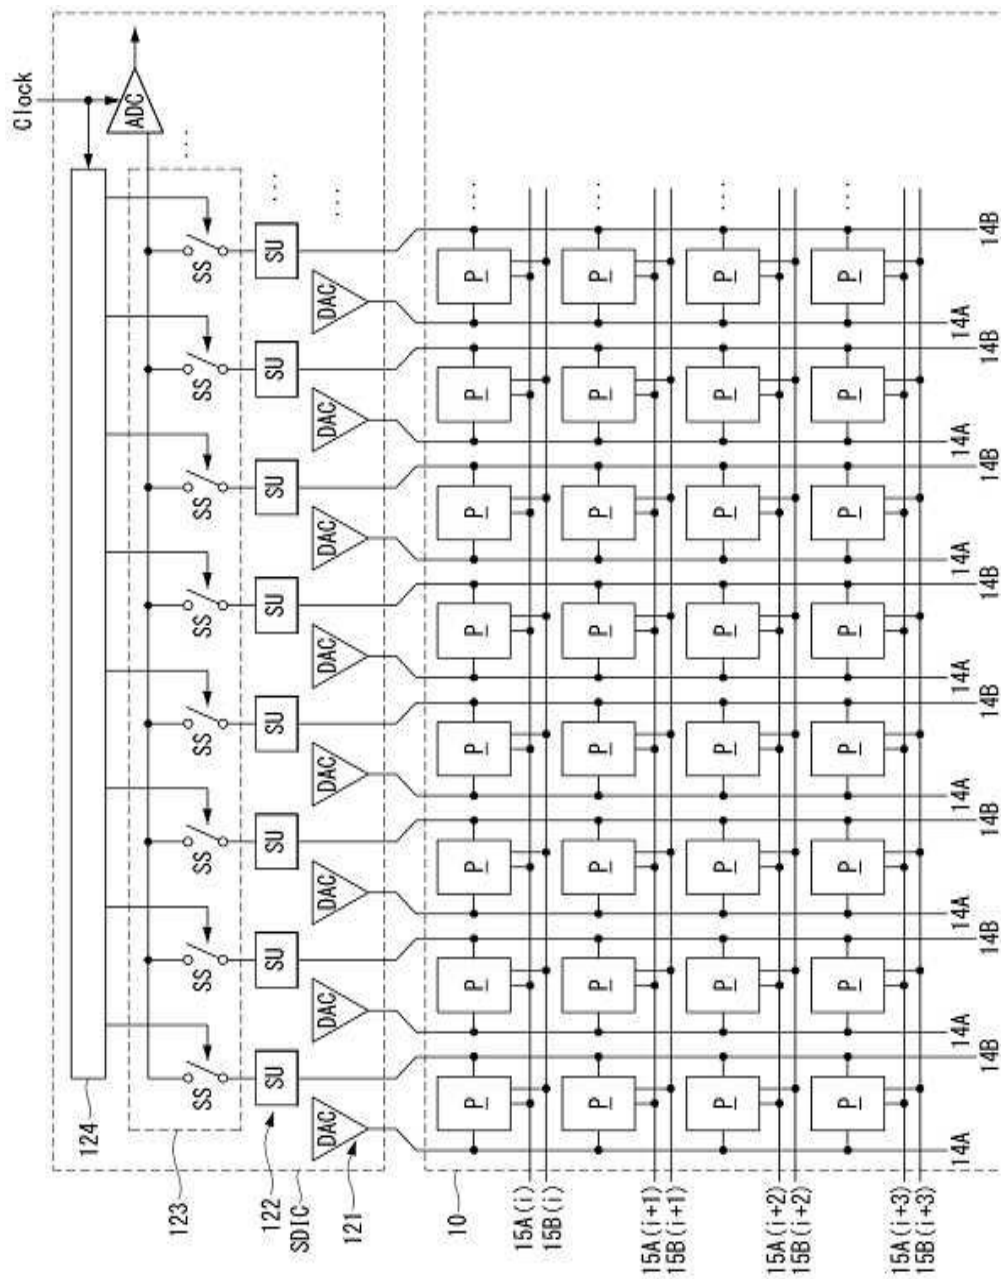 Clock
124
ADC
123
SS SS SS SS SS SS SS SS
122
SU SU SU SU SU SU SU SU
SDIC
DAC DAC DAC DAC DAC DAC DAC DAC
121
10
P P P P P P P P
15A(i)
15B(i)
P P P P P P P P
15A(i+1)
15B(i+1)
P P P P P P P P
15A(i+2)
15B(i+2)
P P P P P P P P
15A(i+3)
15B(i+3)
14A 14A 14A 14A 14A 14A 14A 14A
14B 14B 14B 14B 14B 14B 14B 14B